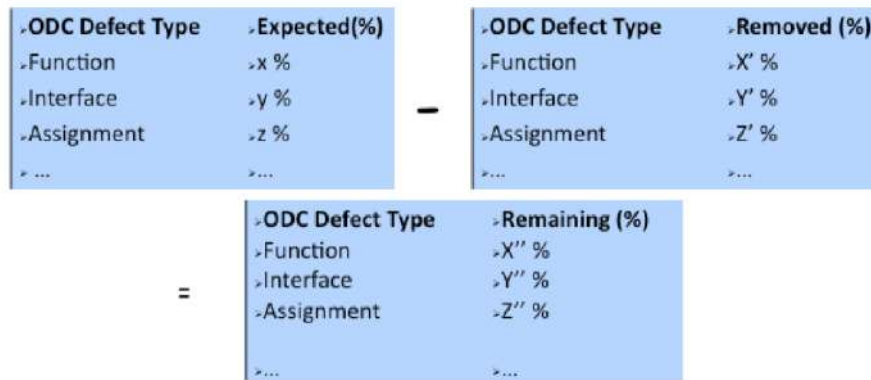 ➢ODC Defect Type ➢Expected(%)
➢Function ➢x %
➢Interface ➢y %
➢Assignment ➢z %
➢... ➢...
–
➢ODC Defect Type ➢Removed (%)
➢Function ➢X' %
➢Interface ➢Y' %
➢Assignment ➢Z' %
➢... ➢...
=
➢ODC Defect Type ➢Remaining (%)
➢Function ➢X'' %
➢Interface ➢Y'' %
➢Assignment ➢Z'' %
➢... ➢...